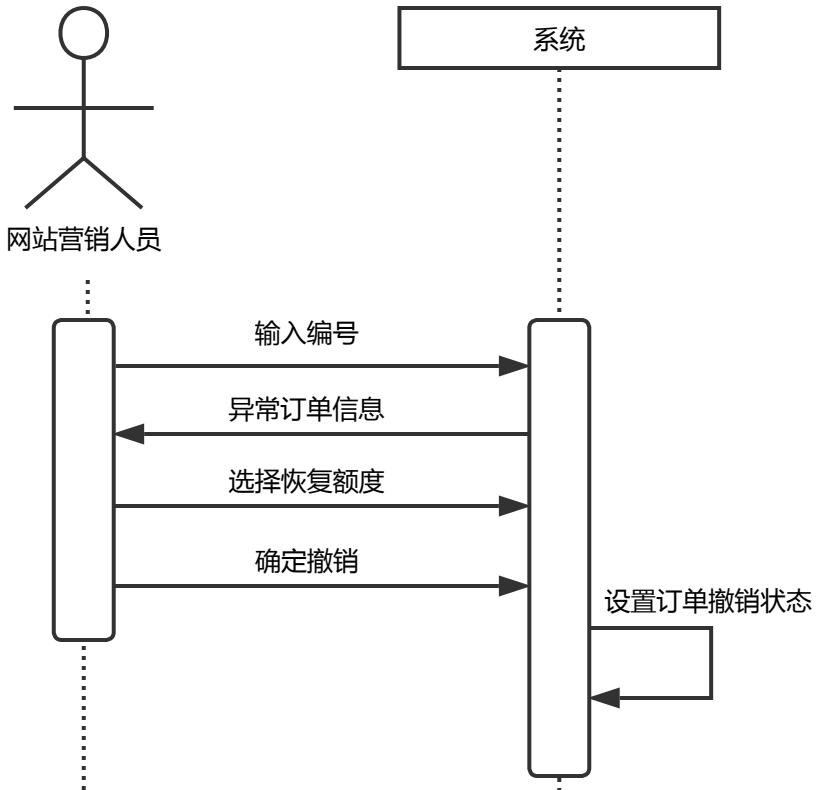 系统
网站营销人员
输入编号
异常订单信息
选择恢复额度
确定撤销
设置订单撤销状态